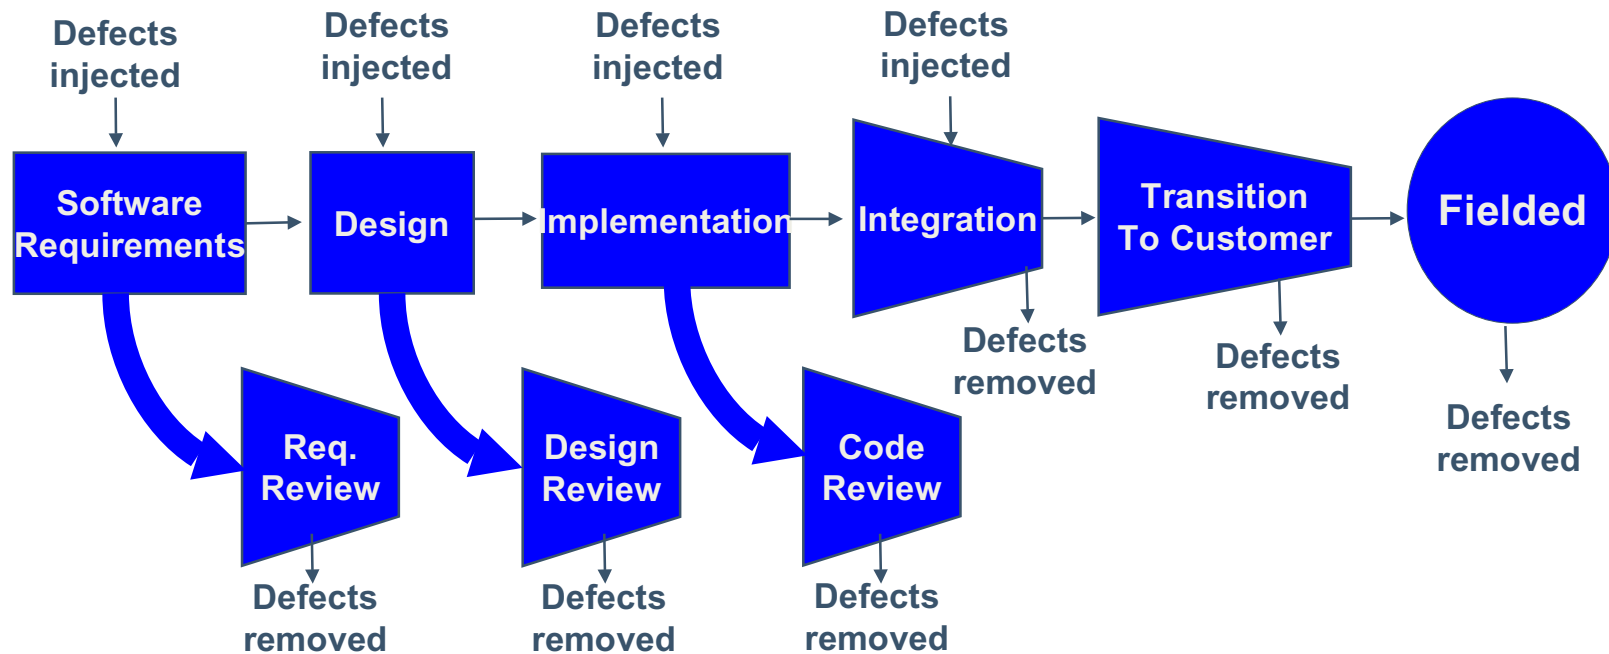 Defects
injected
Defects
injected
Defects
injected
Defects
injected
Software
Requirements
Design
Implementation
Integration
Transition
To Customer
Fielded
Defects
removed
Defects
removed
Defects
removed
Req.
Review
Design
Review
Code
Review
Defects
removed
Defects
removed
Defects
removed